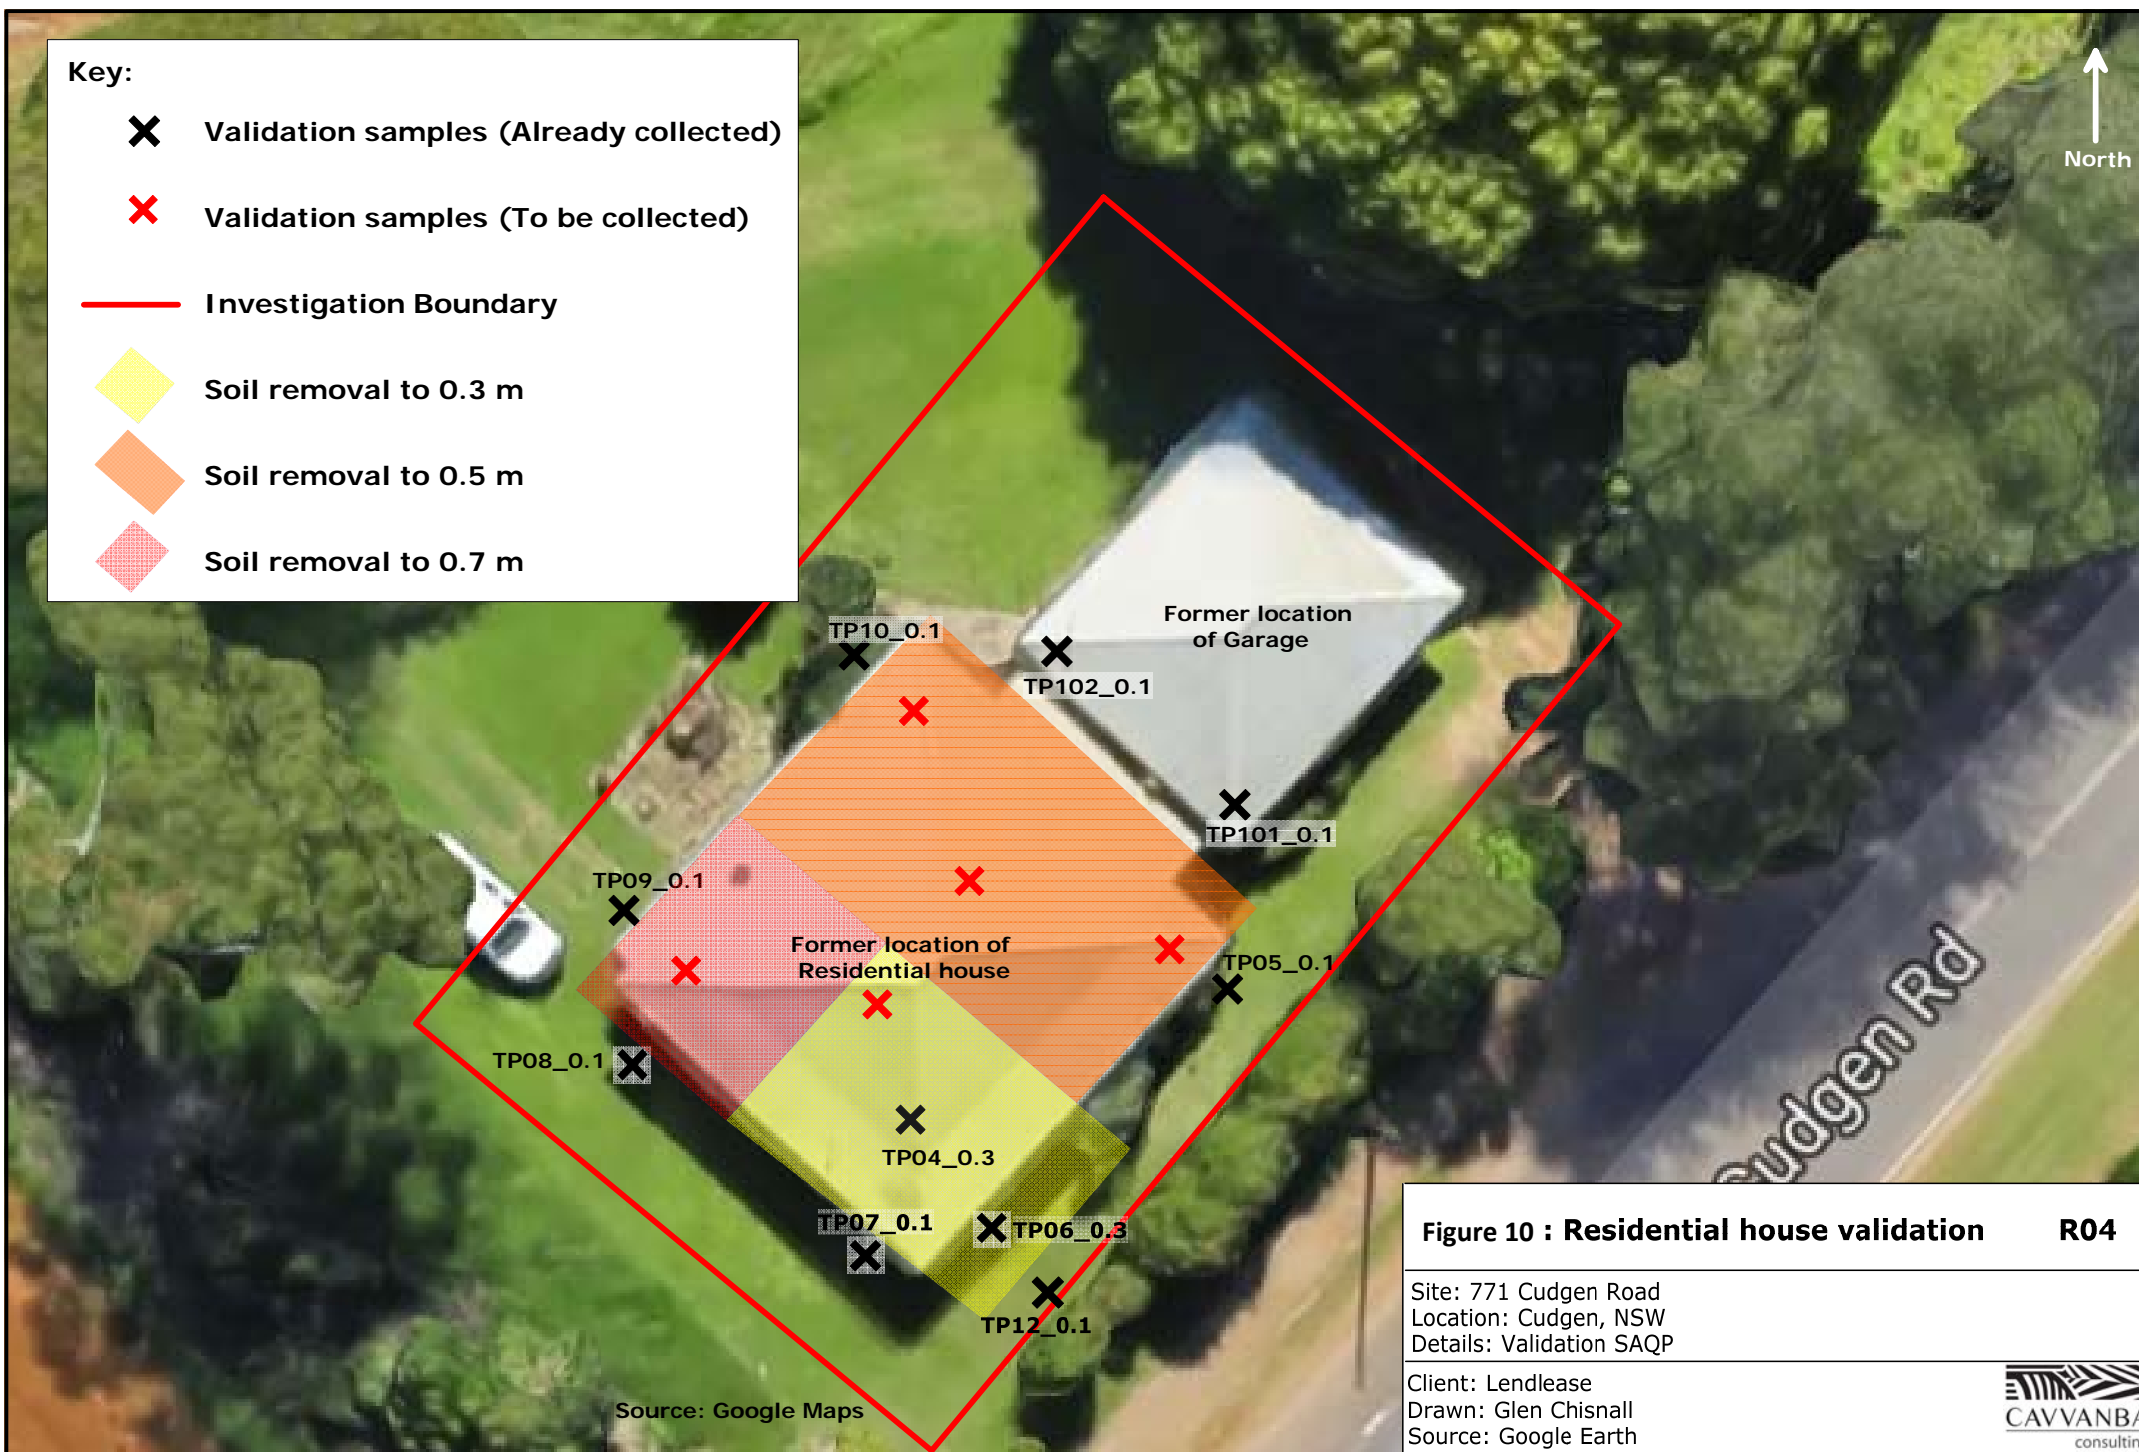 Key:
Validation samples (Already collected)
Validation samples (To be collected)
Investigation Boundary
Soil removal to 0.3 m
Soil removal to 0.5 m
Soil removal to 0.7 m
North
Former location
of Garage
TP10_0.1
TP102_0.1
TP101_0.1
TP09_0.1
Former location of
Residential house
TP05_0.1
TP08_0.1
TP04_0.3
TP07_0.1
TP06_0.3
TP12_0.1
Cudgen Rd
Source: Google Maps
Figure 10 : Residential house validation R04
Site: 771 Cudgen Road
Location: Cudgen, NSW
Details: Validation SAQP
Client: Lendlease
Drawn: Glen Chisnall
Source: Google Earth
CAVVANBA
consulting